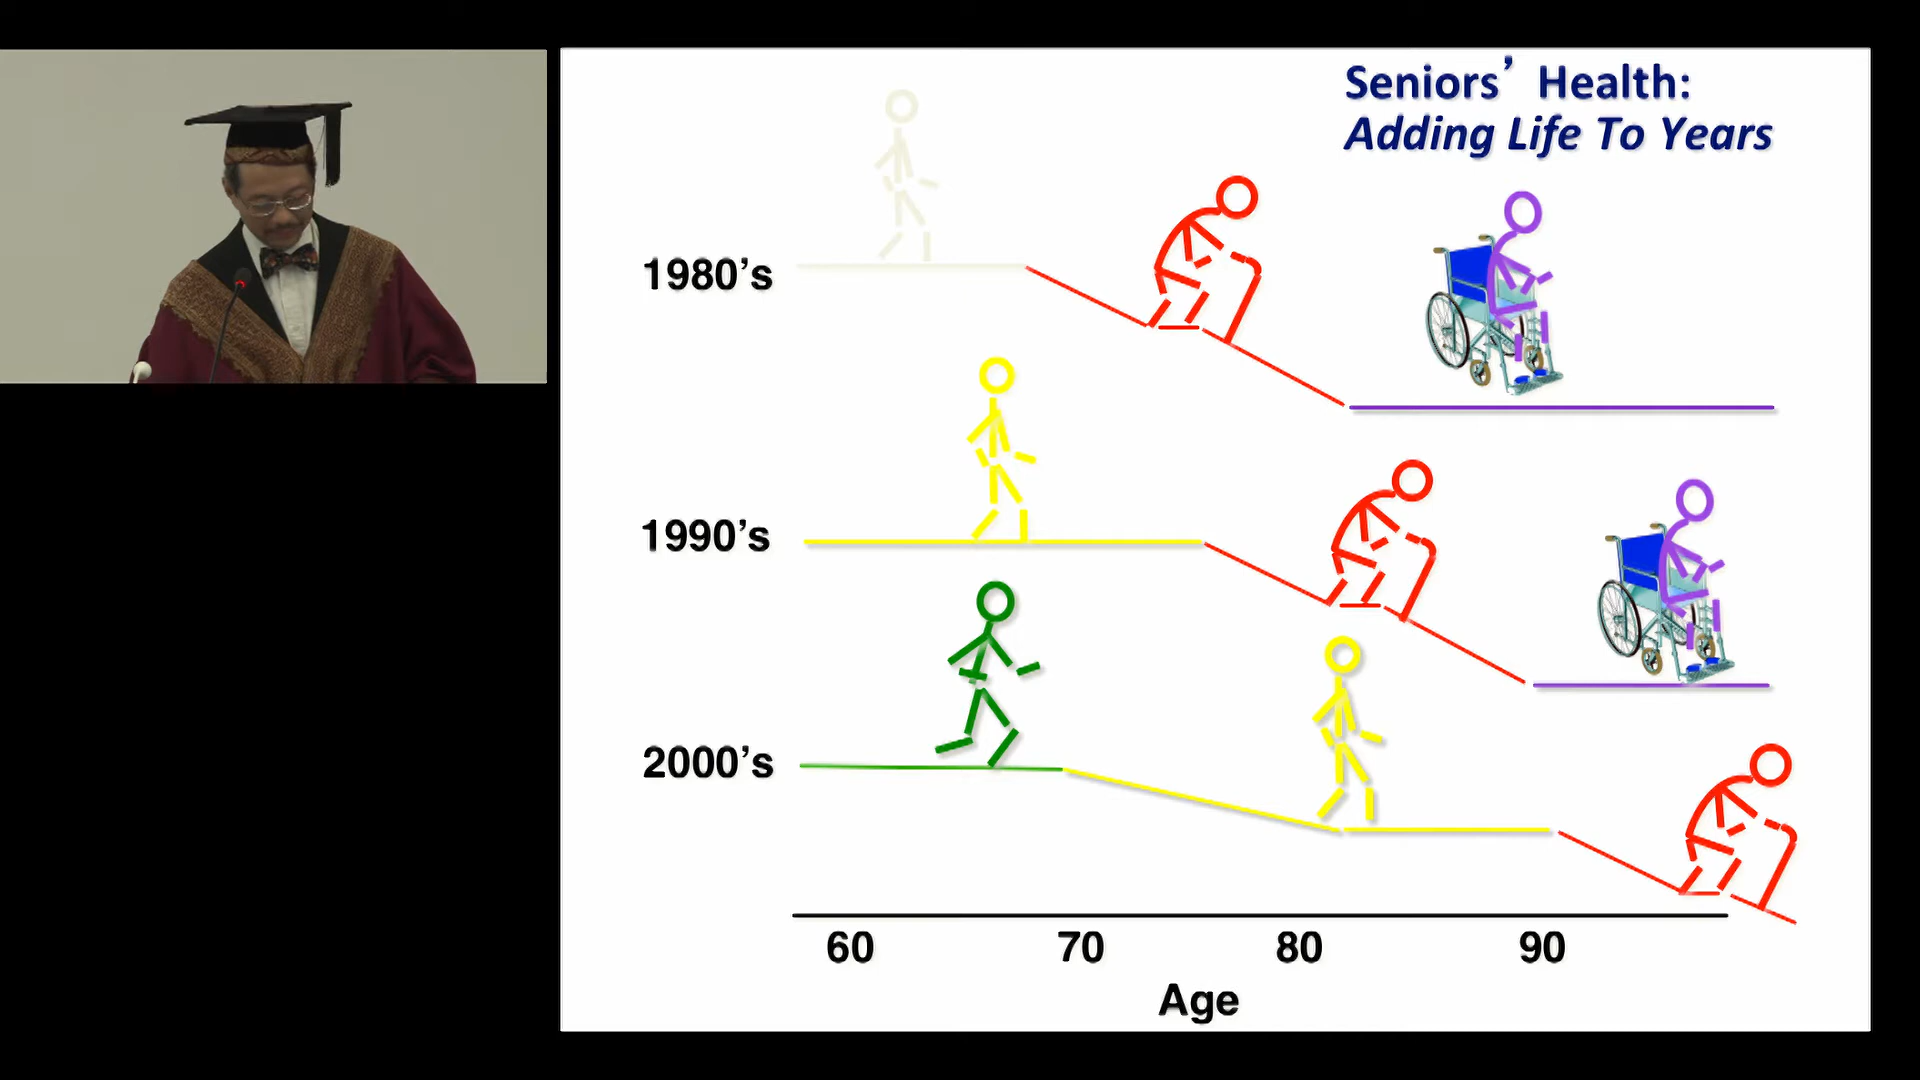 Seniors’ Health:
Adding Life To Years
1980’s
1990’s
2000’s
60 70 80 90
Age